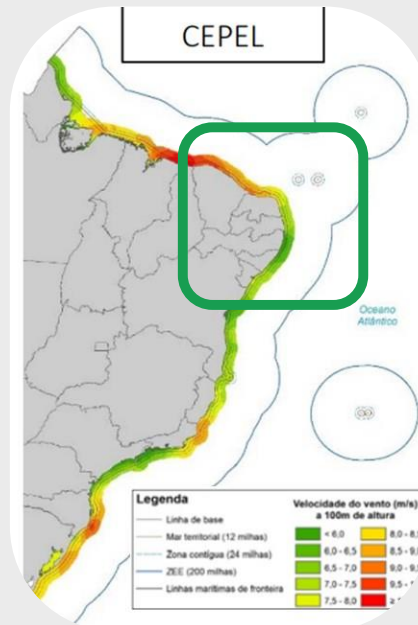 CEPEL
Oceano
Atlântico
Legenda
Linha de base
Mar territorial (12 milhas)
Zona contígua (24 milhas)
ZEE (200 milhas)
Linhas marítimas de fronteira
Velocidade do vento (m/s)
a 100m de altura
< 6,0
6,0 - 6,5
6,5 - 7,0
7,0 - 7,5
7,5 - 8,0